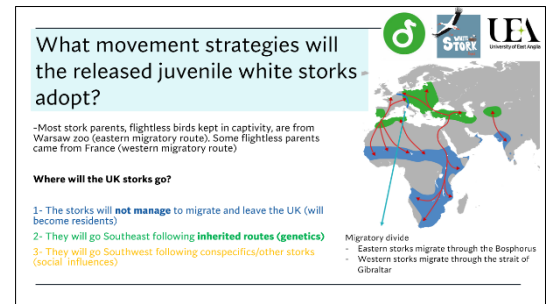 What movement strategies will
the released juvenile white storks
adopt?
WHITE
STORK
UEA
University of East Anglia
-Most stork parents, flightless birds kept in captivity, are from
Warsaw zoo (eastern migratory route). Some flightless parents
came from France (western migratory route)
Where will the UK storks go?
1- The storks will not manage to migrate and leave the UK (will
become residents)
2- They will go Southeast following inherited routes (genetics)
3- They will go Southwest following conspecifics/other storks
(social influences)
Migratory divide
- Eastern storks migrate through the Bosphorus
- Western storks migrate through the strait of
Gibraltar